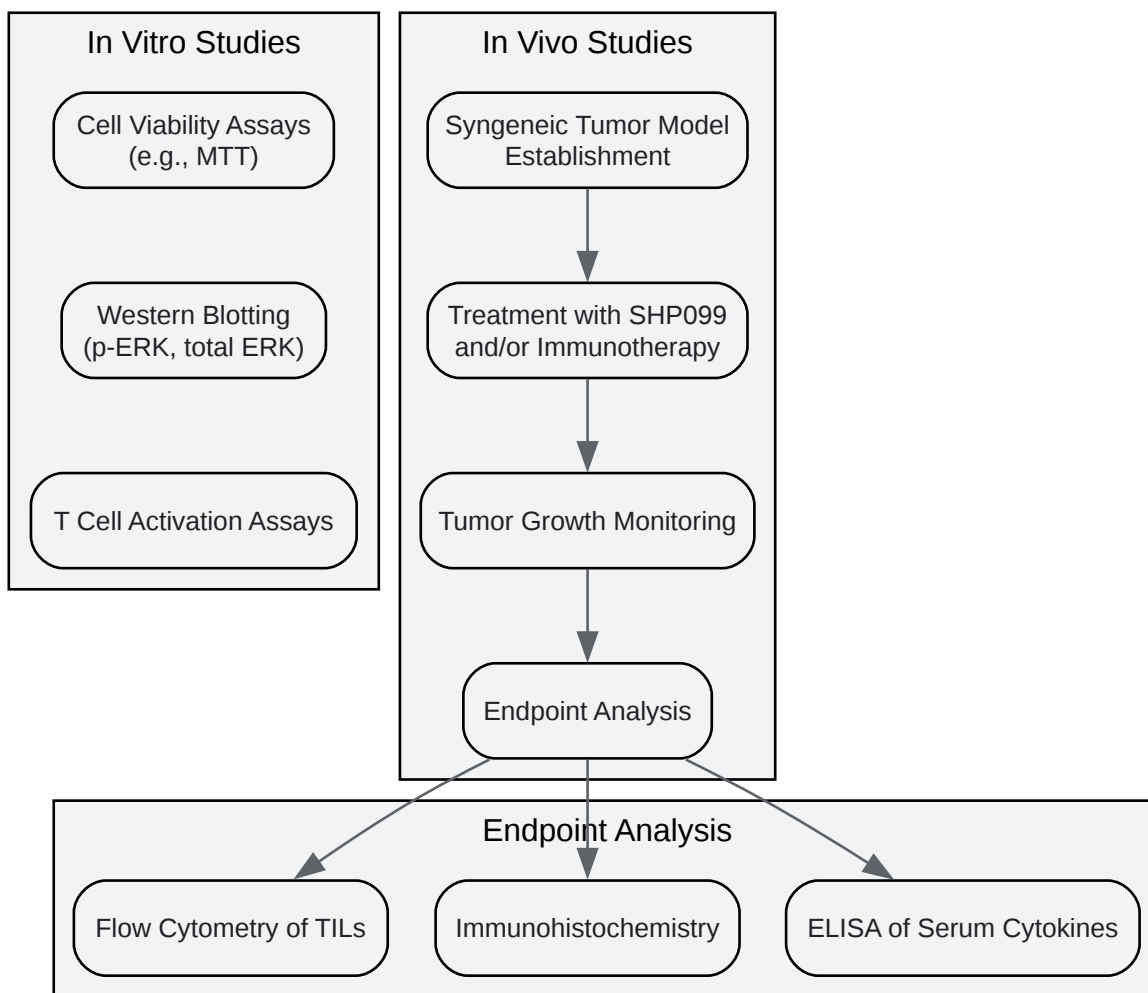 In Vitro Studies
Cell Viability Assays
(e.g., MTT)
Western Blotting
(p-ERK, total ERK)
T Cell Activation Assays
In Vivo Studies
Syngeneic Tumor Model
Establishment
Treatment with SHP099
and/or Immunotherapy
Tumor Growth Monitoring
Endpoint Analysis
Endpoint Analysis
Flow Cytometry of TILs
Immunohistochemistry
ELISA of Serum Cytokines